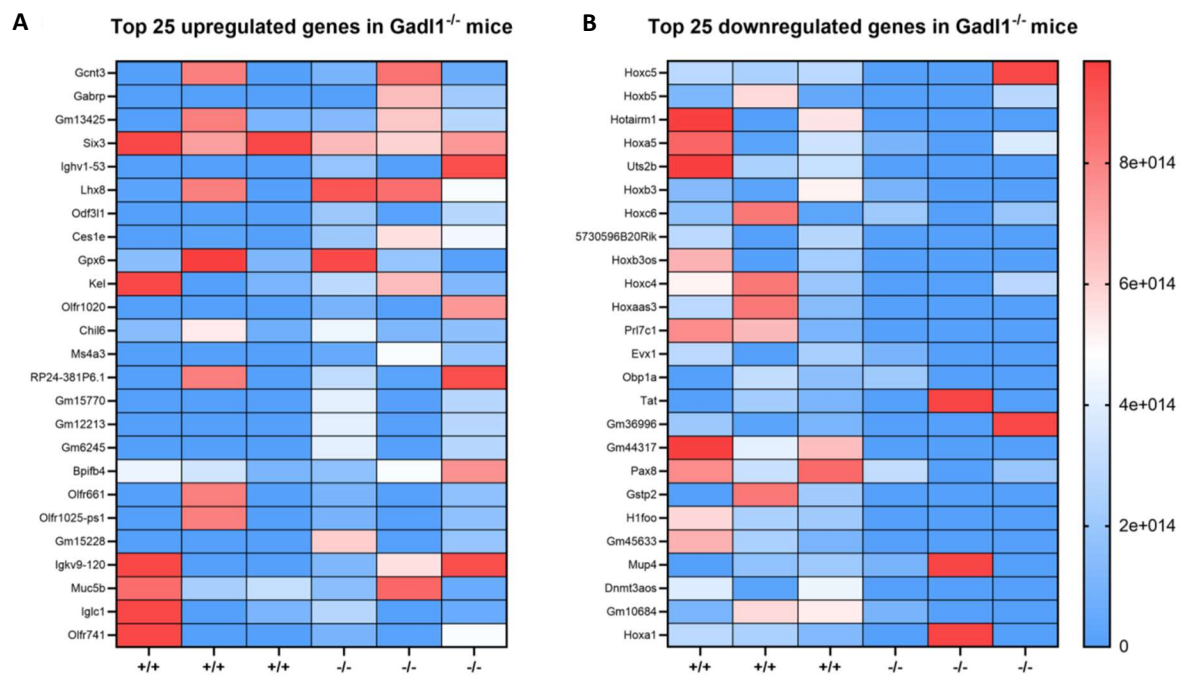 A
Top 25 upregulated genes in Gadl1-/- mice
Gcnt3
Gabrp
Gm13425
Six3
Ighv1-53
Lhx8
Odf3l1
Ces1e
Gpx6
Kel
Olfr1020
Chil6
Ms4a3
RP24-381P6.1
Gm15770
Gm12213
Gm6245
Bpifb4
Olfr661
Olfr1025-ps1
Gm15228
Igkv9-120
Muc5b
Iglc1
Olfr741
+/+ +/+ +/+ -/- -/- -/-
B
Top 25 downregulated genes in Gadl1-/- mice
Hoxc5
Hoxb5
Hotairm1
Hoxa5
Uts2b
Hoxb3
Hoxc6
5730596B20Rik
Hoxb3os
Hoxc4
Hoxaas3
Prl7c1
Evx1
Obp1a
Tat
Gm36996
Gm44317
Pax8
Gstp2
H1foo
Gm45633
Mup4
Dnmt3aos
Gm10684
Hoxa1
+/+ +/+ +/+ -/- -/- -/-
8e+014
6e+014
4e+014
2e+014
0